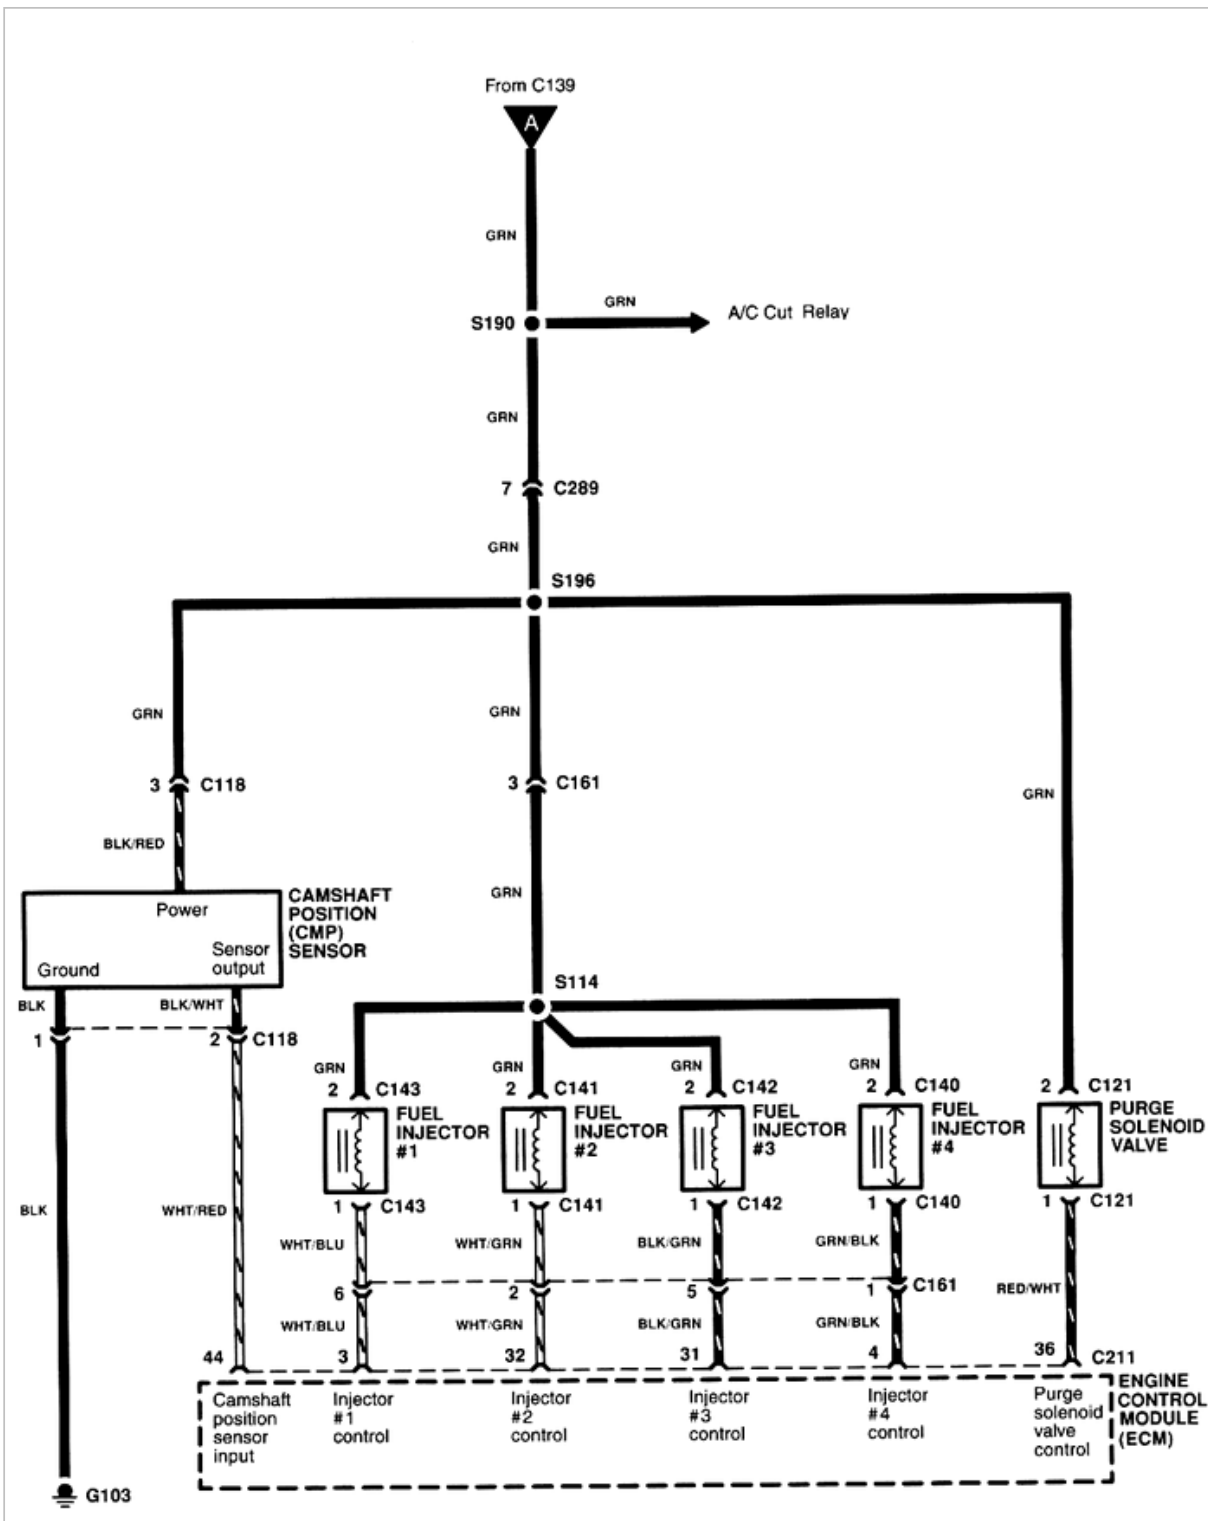 From C139
A
GRN
GRN
S190
A/C Cut Relay
GRN
7 C289
GRN
S196
GRN
GRN
3 C118
3 C161
GRN
BLK/RED
GRN
CAMSHAFT
POSITION
(CMP)
SENSOR
Power
Sensor
output
Ground
S114
BLK
BLK/WHT
1
2 C118
GRN
GRN
GRN
GRN
2 C143
2 C141
2 C142
2 C140
2 C121
FUEL
INJECTOR
#1
FUEL
INJECTOR
#2
FUEL
INJECTOR
#3
FUEL
INJECTOR
#4
PURGE
SOLENOID
VALVE
1 C143
1 C141
1 C142
1 C140
1 C121
BLK
WHT/RED
WHT/BLU
WHT/GRN
BLK/GRN
GRN/BLK
RED/WHT
6
2
5
1 C161
WHT/BLU
WHT/GRN
BLK/GRN
GRN/BLK
44
3
32
31
4
36 C211
Camshaft
position
sensor
input
Injector
#1
control
Injector
#2
control
Injector
#3
control
Injector
#4
control
Purge
solenoid
valve
control
ENGINE
CONTROL
MODULE
(ECM)
G103